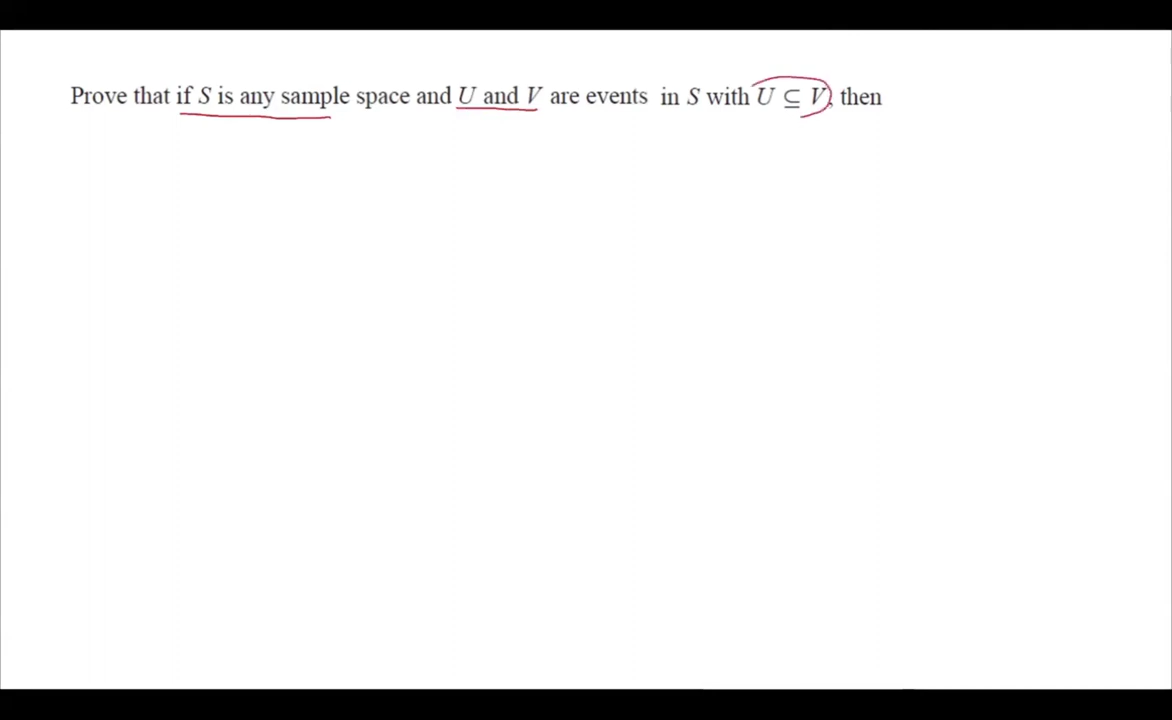 Prove that if S is any sample space and U and V are events in S with U ⊆ V, then